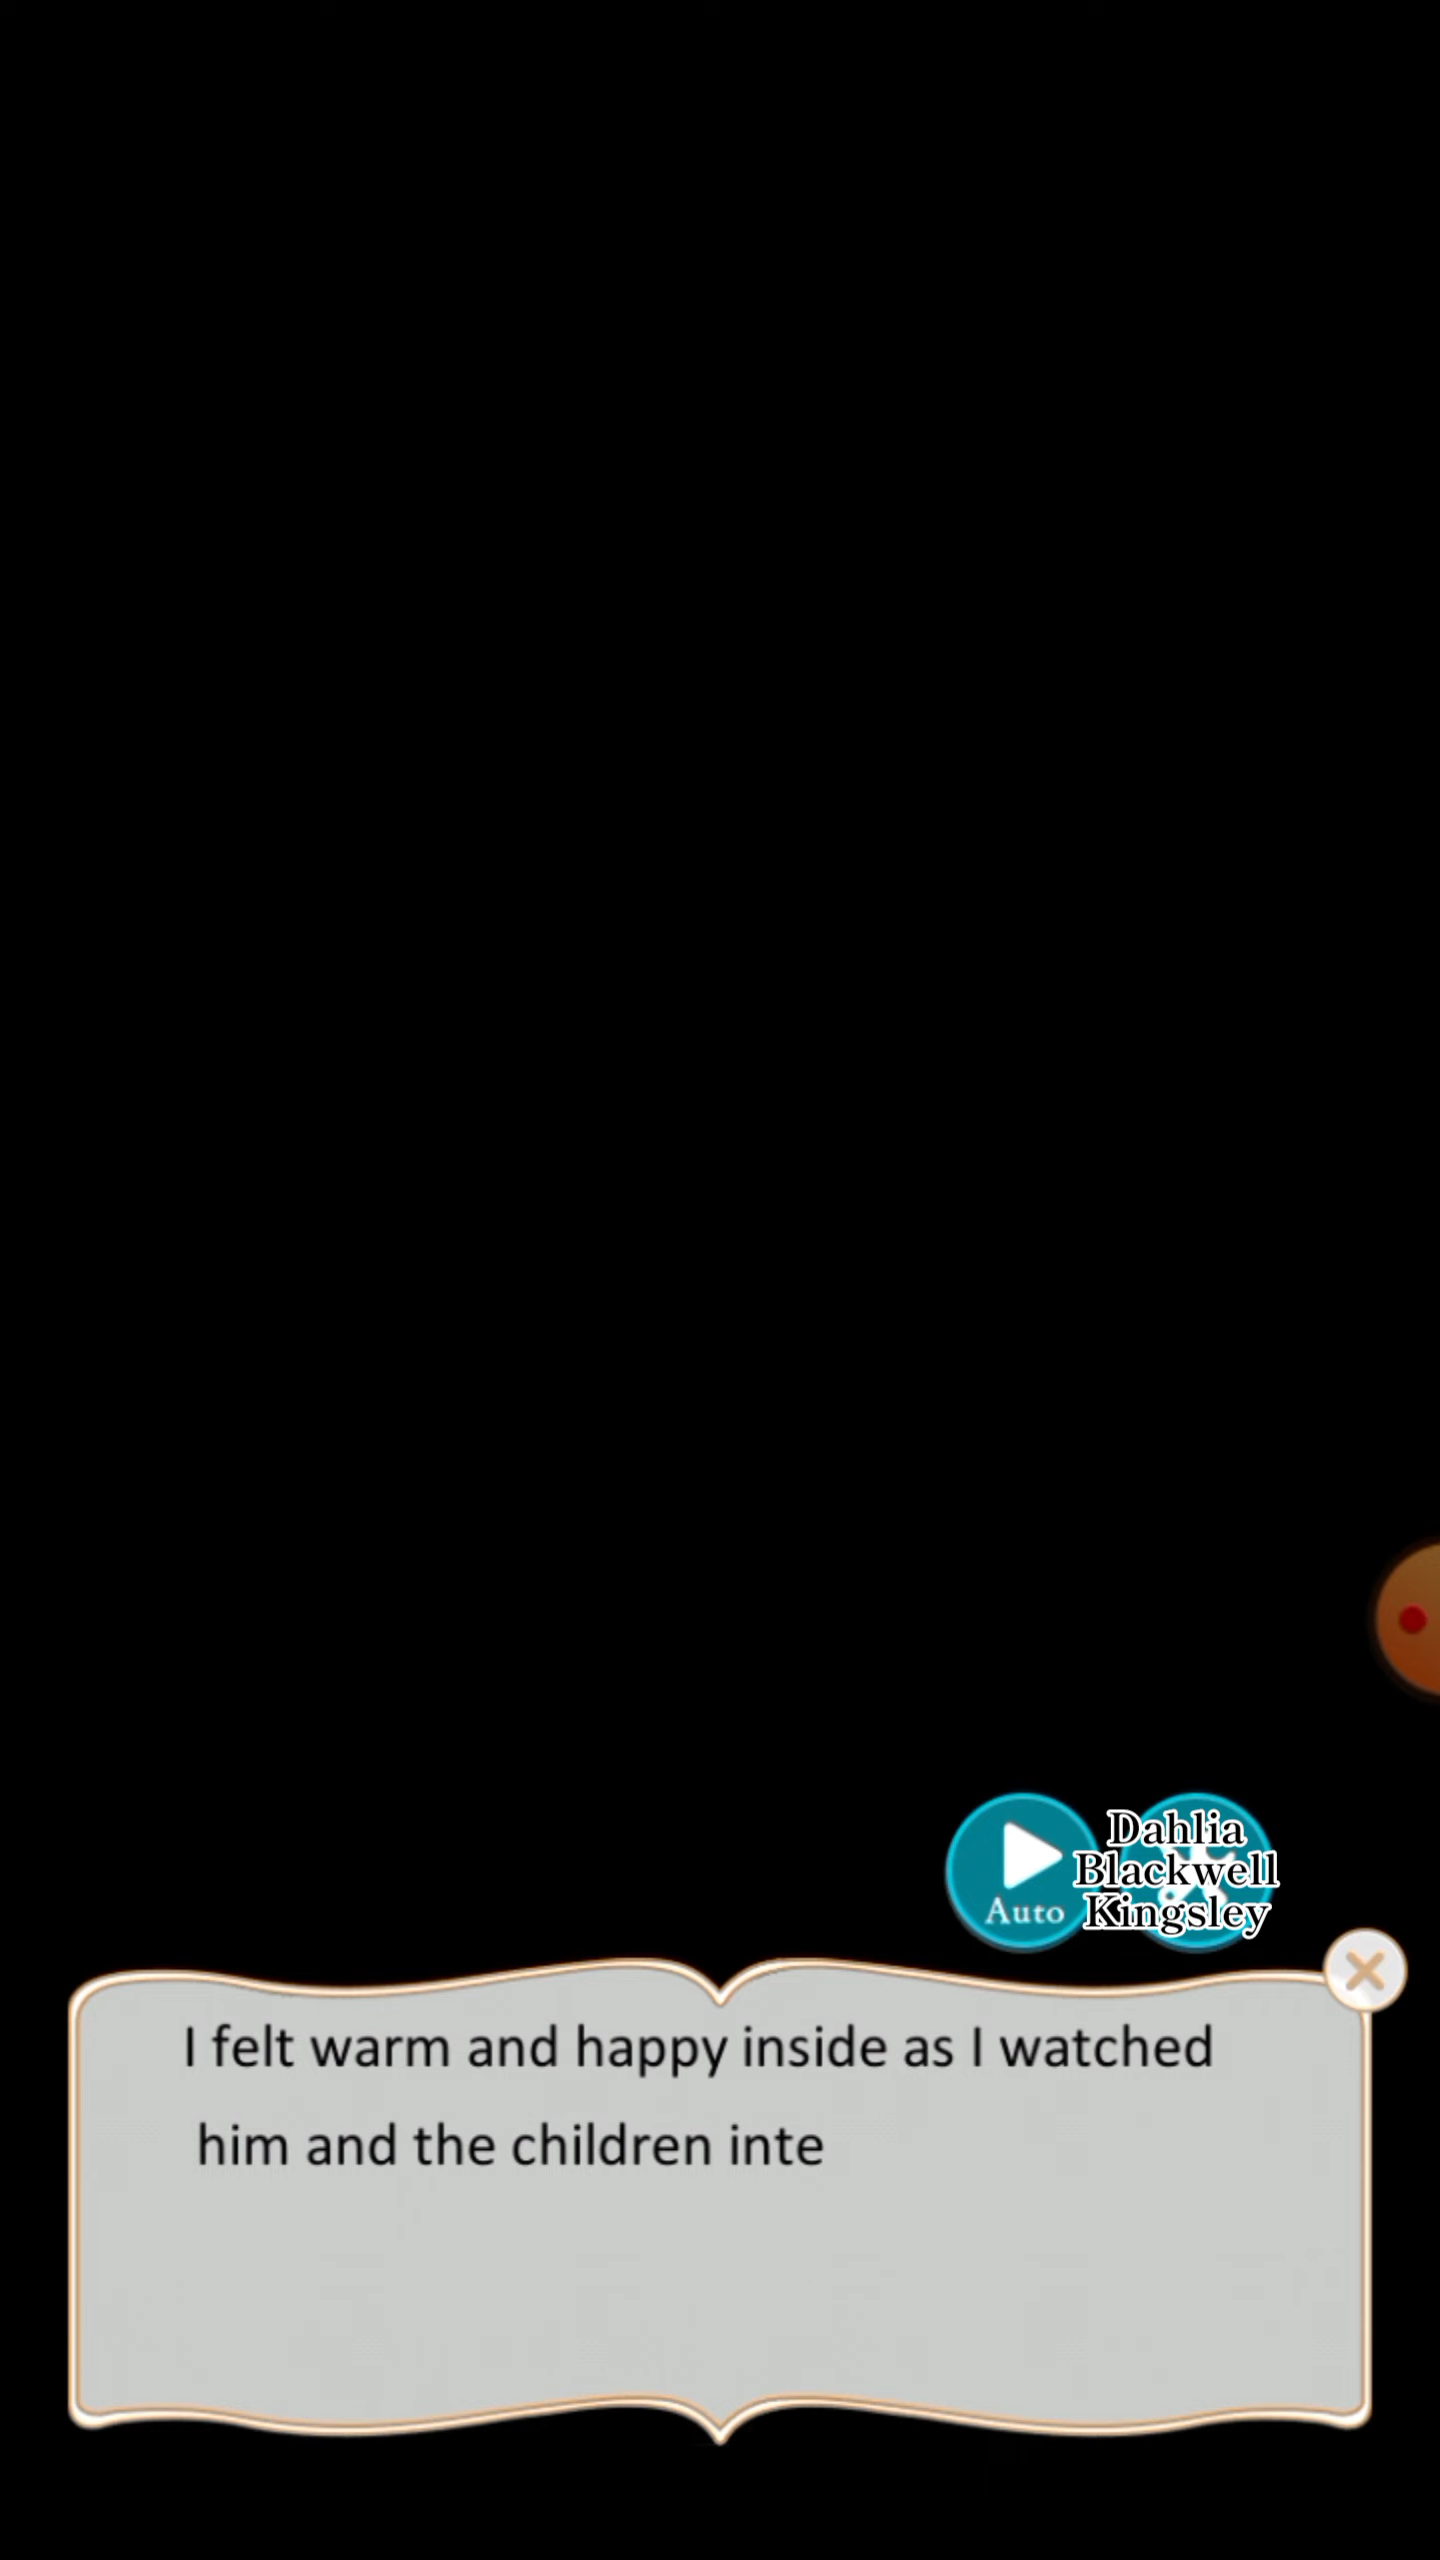 Auto
Dahlia
Blackwell
Kingsley
I felt warm and happy inside as I watched
him and the children inte